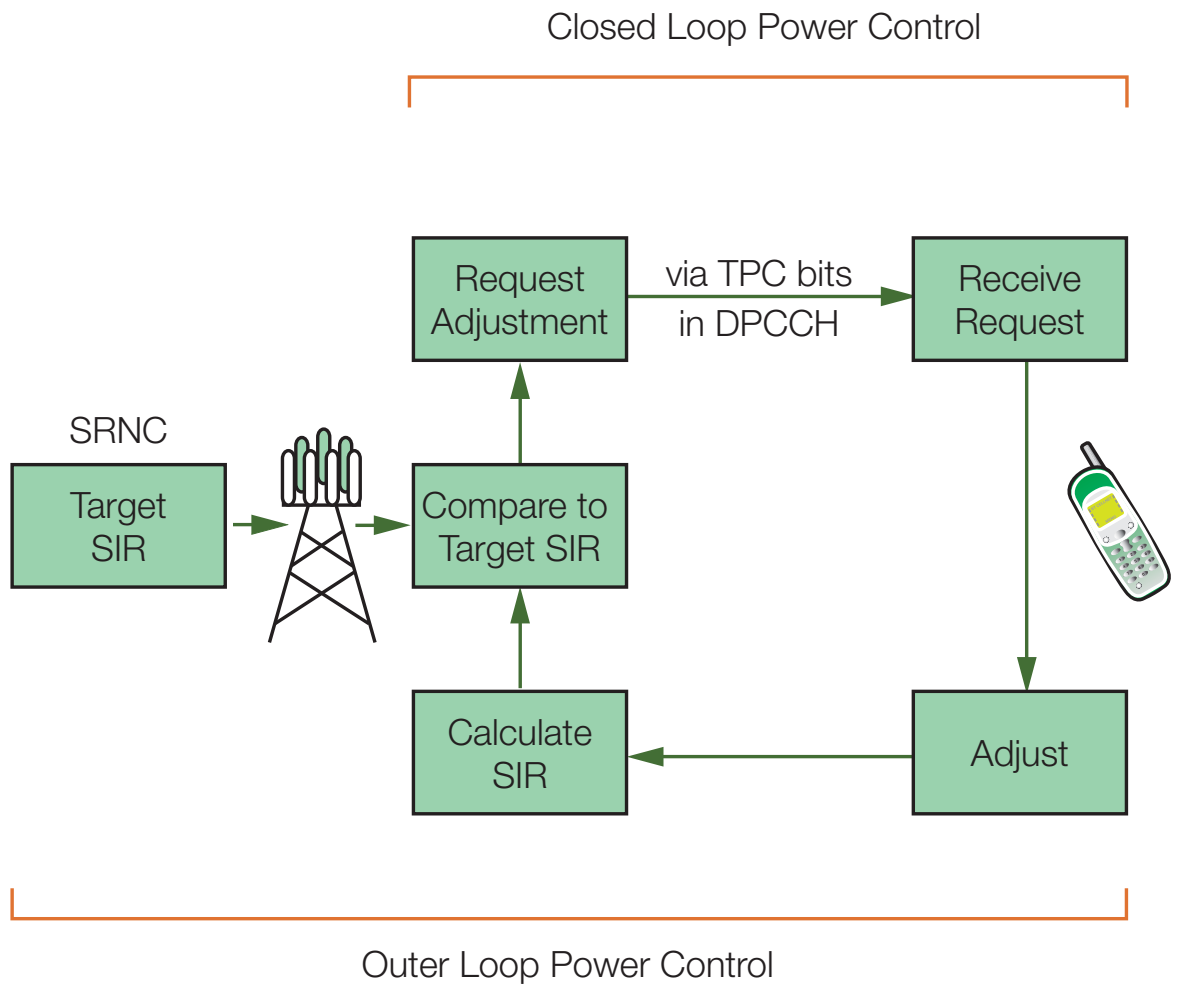 Closed Loop Power Control
Request
Adjustment
via TPC bits
in DPCCH
Receive
Request
SRNC
Target
SIR
Compare to
Target SIR
Calculate
SIR
Adjust
Outer Loop Power Control